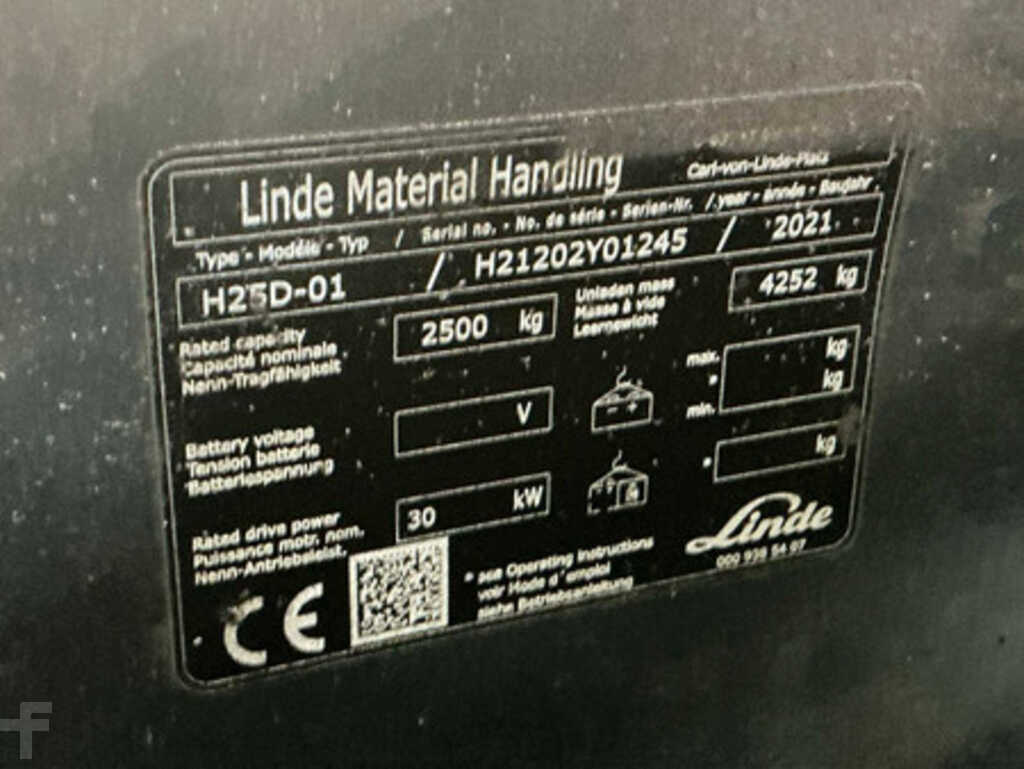 Linde Material Handling Carl-von-Linde-Platz
Type - Modèle - Typ / Serial no. - No. de série - Serien-Nr. / year - année - Baujahr
H25D-01 / H21202Y01245 / 2021
Rated capacity
Capacité nominale
Nenn-Tragfähigkeit
2500 kg
Unladen mass
Masse à vide
Leergewicht
4252 kg
Battery voltage
Tension batterie
Batteriespannung
V
max. kg
* kg
min.
* kg
Rated drive power
Puissance motr. nom.
Nenn-Antriebsleist.
30 kW
CE
* see Operating Instructions
voir Mode d'emploi
siehe Betriebsanleitung
Linde
000 939 54 97
F